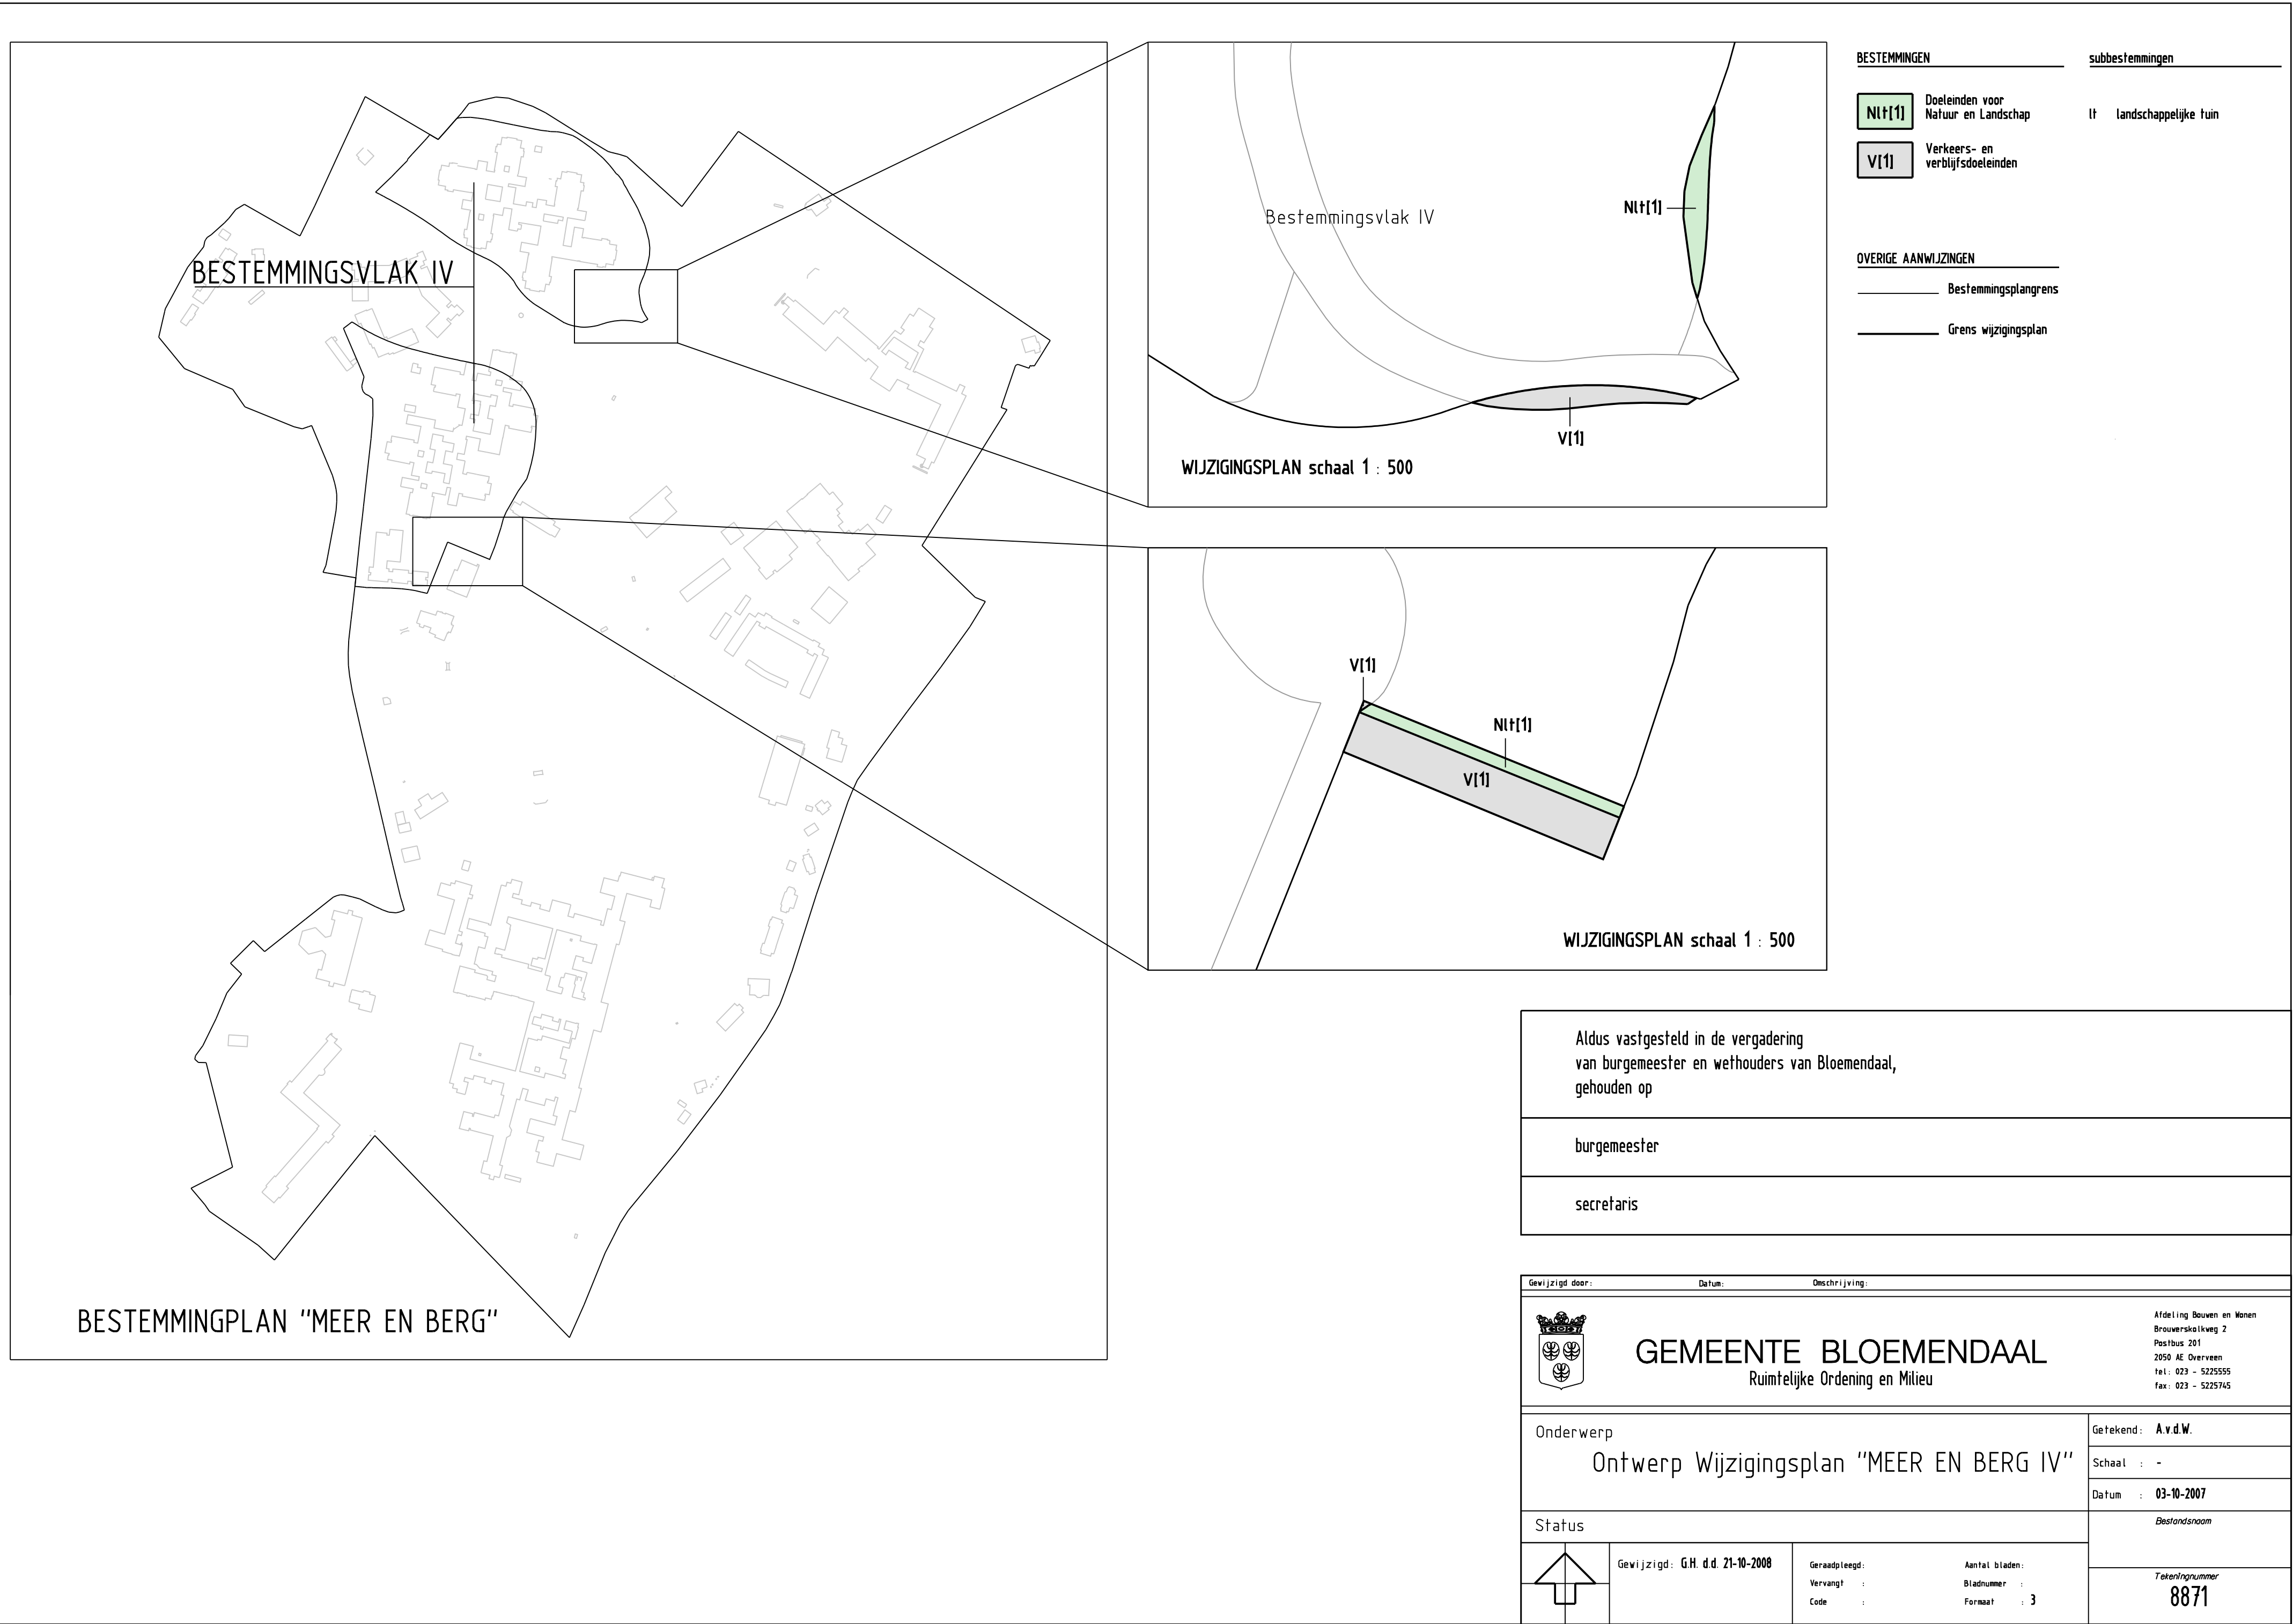 BESTEMMINGSVLAK IV
BESTEMMINGPLAN "MEER EN BERG"
Bestemmingsvlak IV
Nlt[1]
V[1]
WIJZIGINGSPLAN schaal 1 : 500
V[1]
Nlt[1]
V[1]
WIJZIGINGSPLAN schaal 1 : 500
BESTEMMINGEN
subbestemmingen
Nlt[1]
Doeleinden voor
Natuur en Landschap
lt landschappelijke tuin
V[1]
Verkeers- en
verblijfsdoeleinden
OVERIGE AANWIJZINGEN
Bestemmingsplangrens
Grens wijzigingsplan
Aldus vastgesteld in de vergadering
van burgemeester en wethouders van Bloemendaal,
gehouden op
burgemeester
secretaris
Gewijzigd door: Datum: Omschrijving:
GEMEENTE BLOEMENDAAL
Ruimtelijke Ordening en Milieu
Afdeling Bouwen en Wonen
Brouwerskolkweg 2
Postbus 201
2050 AE Overveen
tel: 023 - 5225555
fax: 023 - 5225745
Onderwerp
Ontwerp Wijzigingsplan "MEER EN BERG IV"
Getekend: A.v.d.W.
Schaal : -
Datum : 03-10-2007
Status
Bestandsnaam
Gewijzigd: G.H. d.d. 21-10-2008
Geraadpleegd:
Vervangt :
Code :
Aantal bladen:
Bladnummer :
Formaat : 3
Tekeningnummer
8871